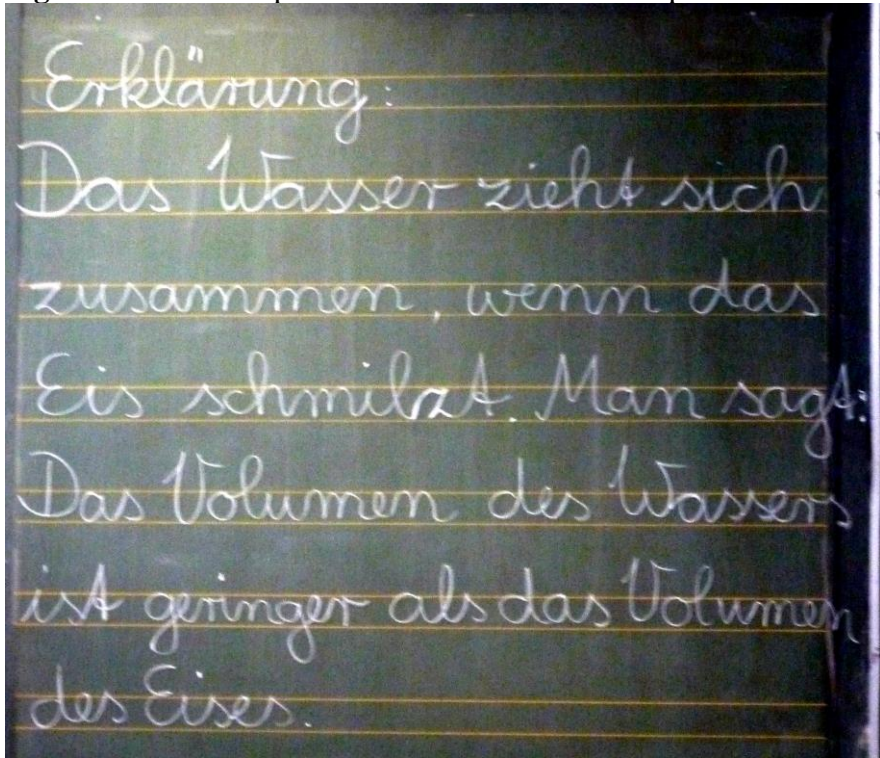 Erklärung:
Das Wasser zieht sich
zusammen, wenn das
Eis schmilzt. Man sagt:
Das Volumen des Wassers
ist geringer als das Volumen
des Eises.